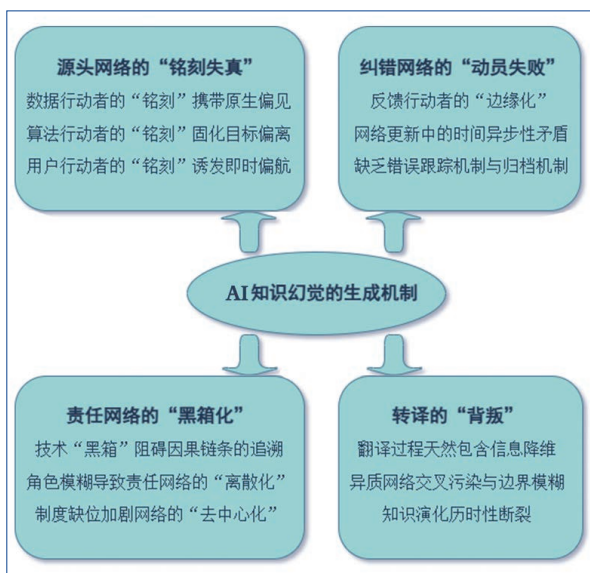 源头网络的“铭刻失真”
数据行动者的“铭刻”携带原生偏见
算法行动者的“铭刻”固化目标偏离
用户行动者的“铭刻”诱发即时偏航
纠错网络的“动员失败”
反馈行动者的“边缘化”
网络更新中的时间异步性矛盾
缺乏错误跟踪机制与归档机制
AI知识幻觉的生成机制
责任网络的“黑箱化”
技术“黑箱”阻碍因果链条的追溯
角色模糊导致责任网络的“离散化”
制度缺位加剧网络的“去中心化”
转译的“背叛”
翻译过程天然包含信息降维
异质网络交叉污染与边界模糊
知识演化历时性断裂